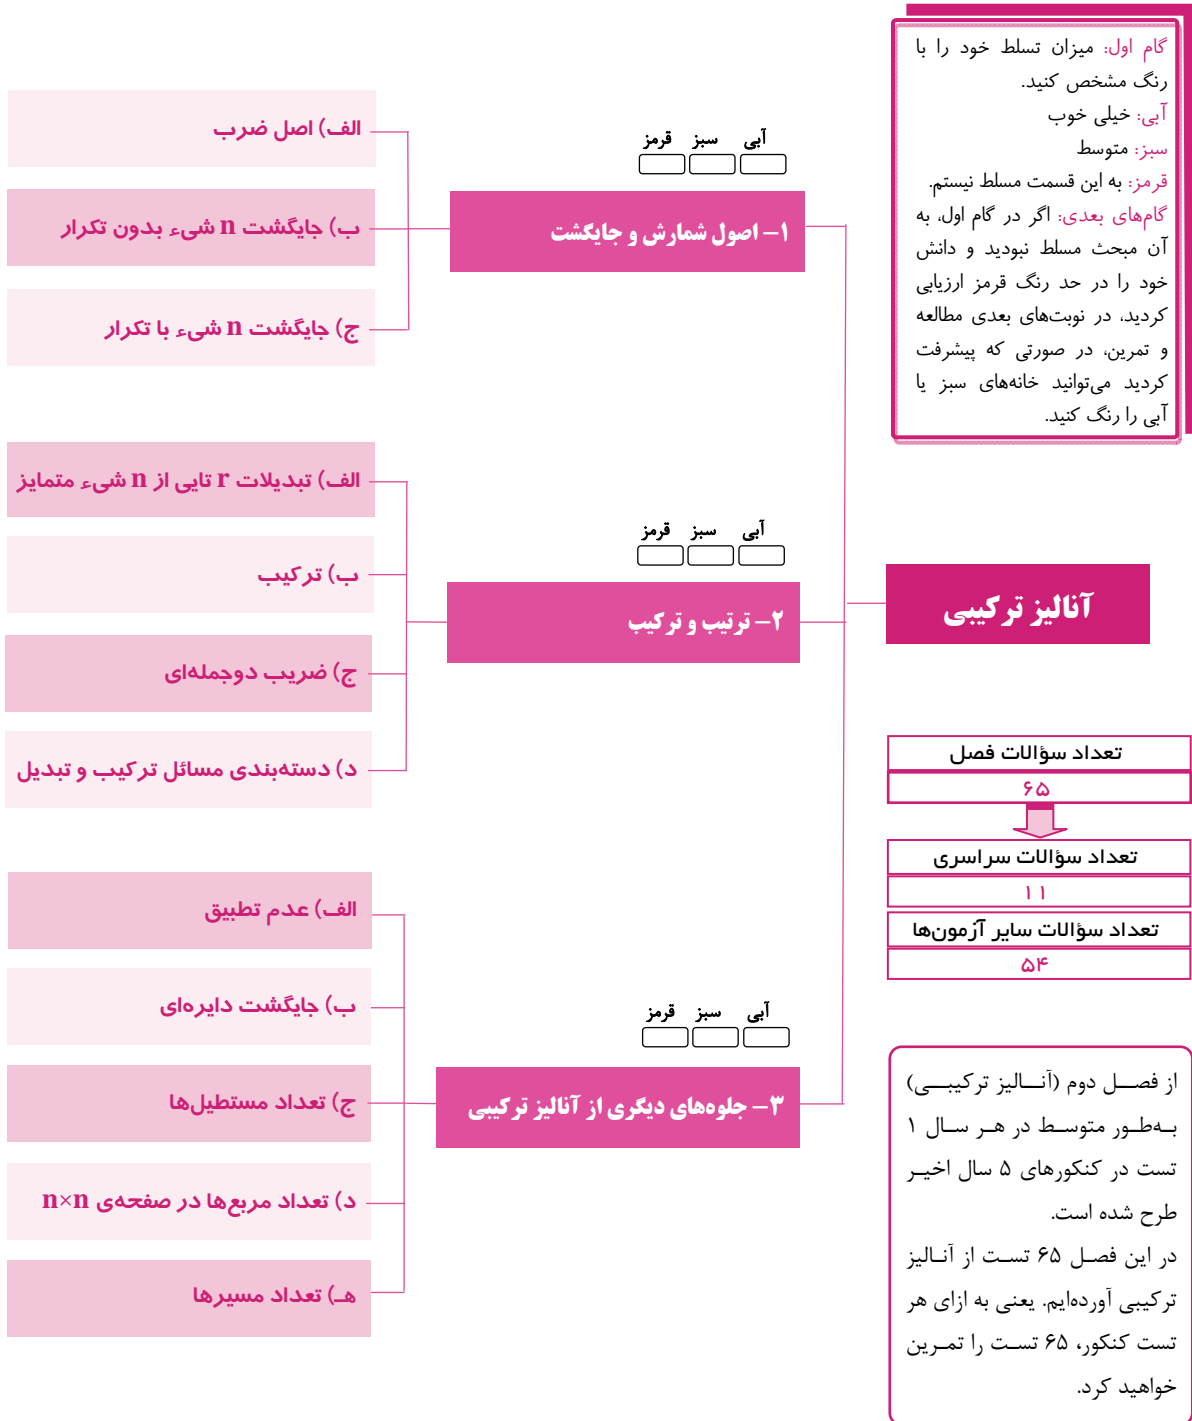 گام اول: میزان تسلط خود را با
رنگ مشخص کنید.
آبی: خیلی خوب
سبز: متوسط
قرمز: به این قسمت مسلط نیستم.
گام‌های بعدی: اگر در گام اول، به
آن مبحث مسلط نبودید و دانش
خود را در حد رنگ قرمز ارزیابی
کردید، در نوبت‌های بعدی مطالعه
و تمرین، در صورتی که پیشرفت
کردید می‌توانید خانه‌های سبز یا
آبی را رنگ کنید.
آنالیز ترکیبی
تعداد سؤالات فصل
۶۵
تعداد سؤالات سراسری
۱۱
تعداد سؤالات سایر آزمون‌ها
۵۴
از فصل دوم (آنالیز ترکیبی)
به‌طور متوسط در هر سال ۱
تست در کنکورهای ۵ سال اخیر
طرح شده است.
در این فصل ۶۵ تست از آنالیز
ترکیبی آورده‌ایم. یعنی به ازای هر
تست کنکور، ۶۵ تست را تمرین
خواهید کرد.
آبی سبز قرمز
۱- اصول شمارش و جایگشت
الف) اصل ضرب
ب) جایگشت n شیء بدون تکرار
ج) جایگشت n شیء با تکرار
آبی سبز قرمز
۲- ترتیب و ترکیب
الف) تبدیلات r تایی از n شیء متمایز
ب) ترکیب
ج) ضریب دوجمله‌ای
د) دسته‌بندی مسائل ترکیب و تبدیل
آبی سبز قرمز
۳- جلوه‌های دیگری از آنالیز ترکیبی
الف) عدم تطبیق
ب) جایگشت دایره‌ای
ج) تعداد مستطیل‌ها
د) تعداد مربع‌ها در صفحه‌ی n×n
هـ) تعداد مسیرها